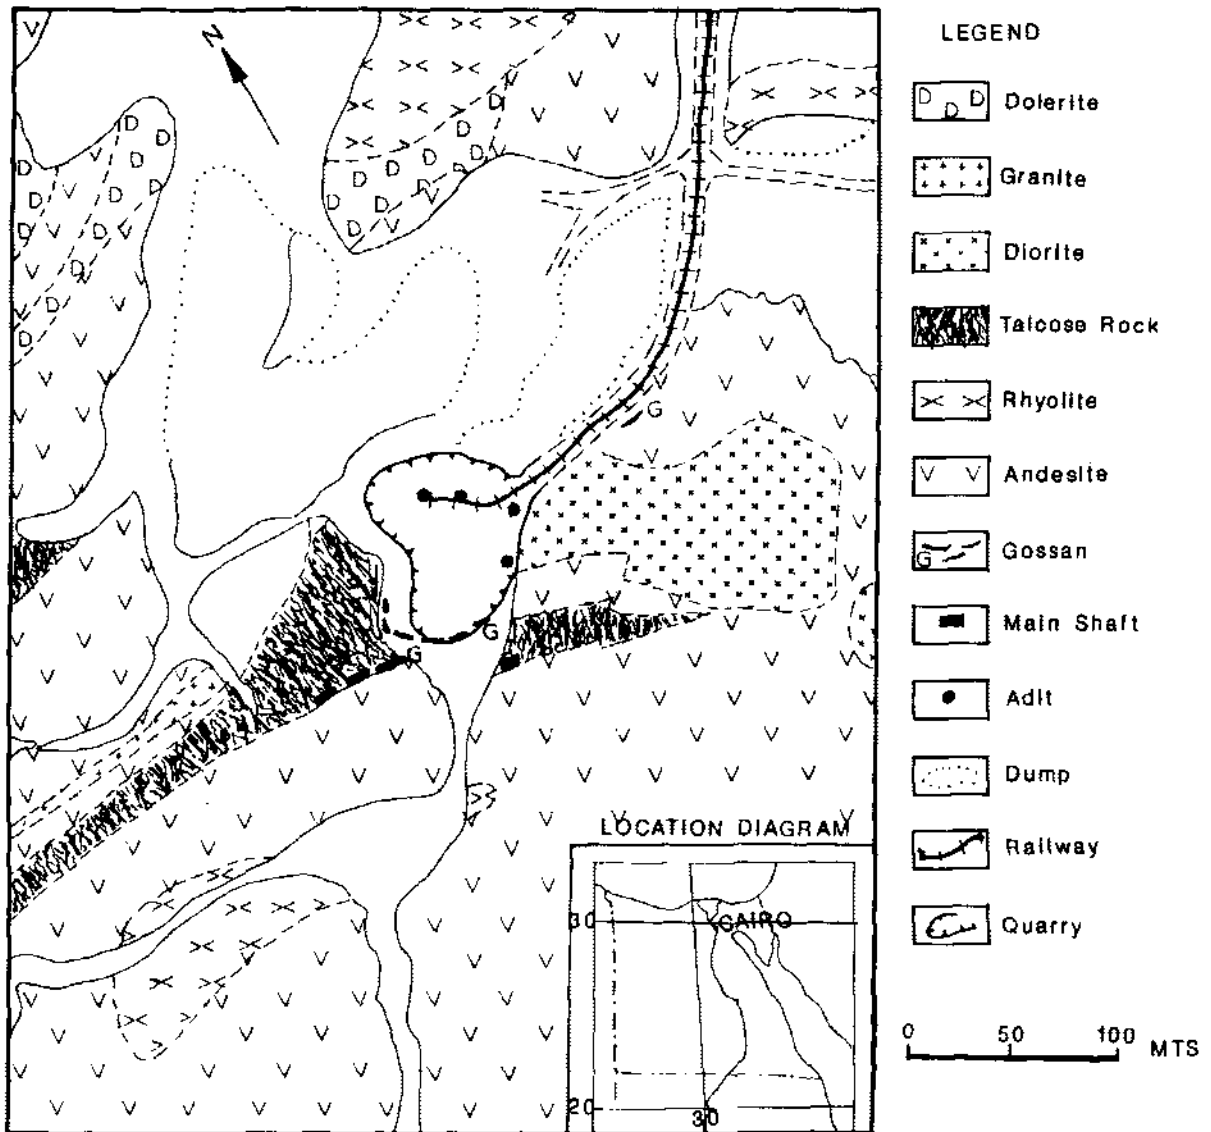 N
LEGEND
Dolerite
Granite
Diorite
Talcose Rock
Rhyolite
Andesite
Gossan
G
Main Shaft
Adit
Dump
Railway
Quarry
0 50 100 MTS
G
G
G
LOCATION DIAGRAM
30
CAIRO
20
30